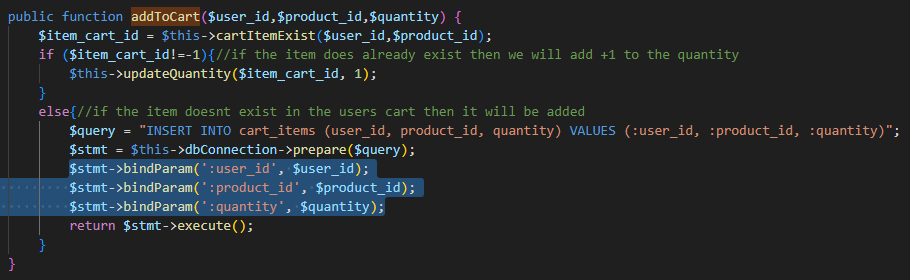 public function addToCart($user_id,$product_id,$quantity) {
$item_cart_id = $this->cartItemExist($user_id,$product_id);
if ($item_cart_id!=-1){//if the item does already exist then we will add +1 to the quantity
$this->updateQuantity($item_cart_id, 1);
}
else{//if the item doesnt exist in the users cart then it will be added
$query = "INSERT INTO cart_items (user_id, product_id, quantity) VALUES (:user_id, :product_id, :quantity)";
$stmt = $this->dbConnection->prepare($query);
$stmt->bindParam(':user_id', $user_id);
$stmt->bindParam(':product_id', $product_id);
$stmt->bindParam(':quantity', $quantity);
return $stmt->execute();
}
}